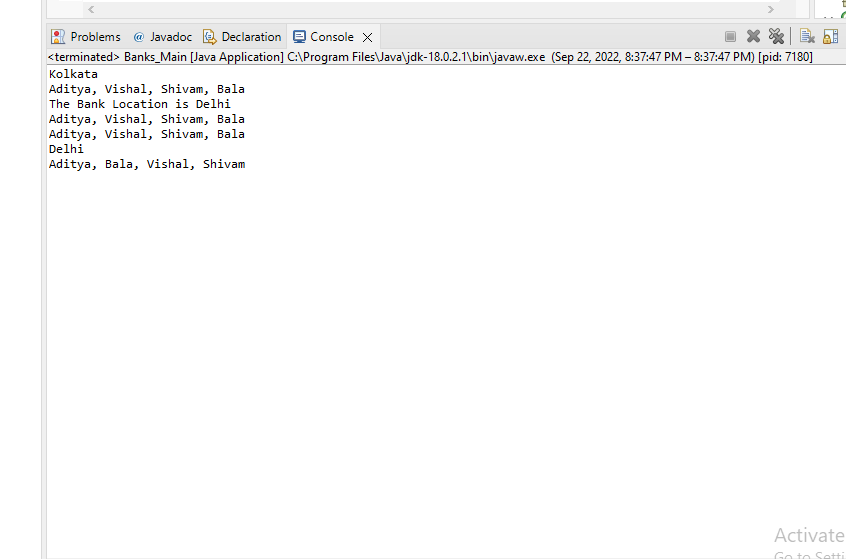 Problems @ Javadoc Declaration Console
<terminated> Banks_Main [Java Application] C:\Program Files\Java\jdk-18.0.2.1\bin\javaw.exe (Sep 22, 2022, 8:37:47 PM – 8:37:47 PM) [pid: 7180]
Kolkata
Aditya, Vishal, Shivam, Bala
The Bank Location is Delhi
Aditya, Vishal, Shivam, Bala
Aditya, Vishal, Shivam, Bala
Delhi
Aditya, Bala, Vishal, Shivam
Activate
Go to Setti